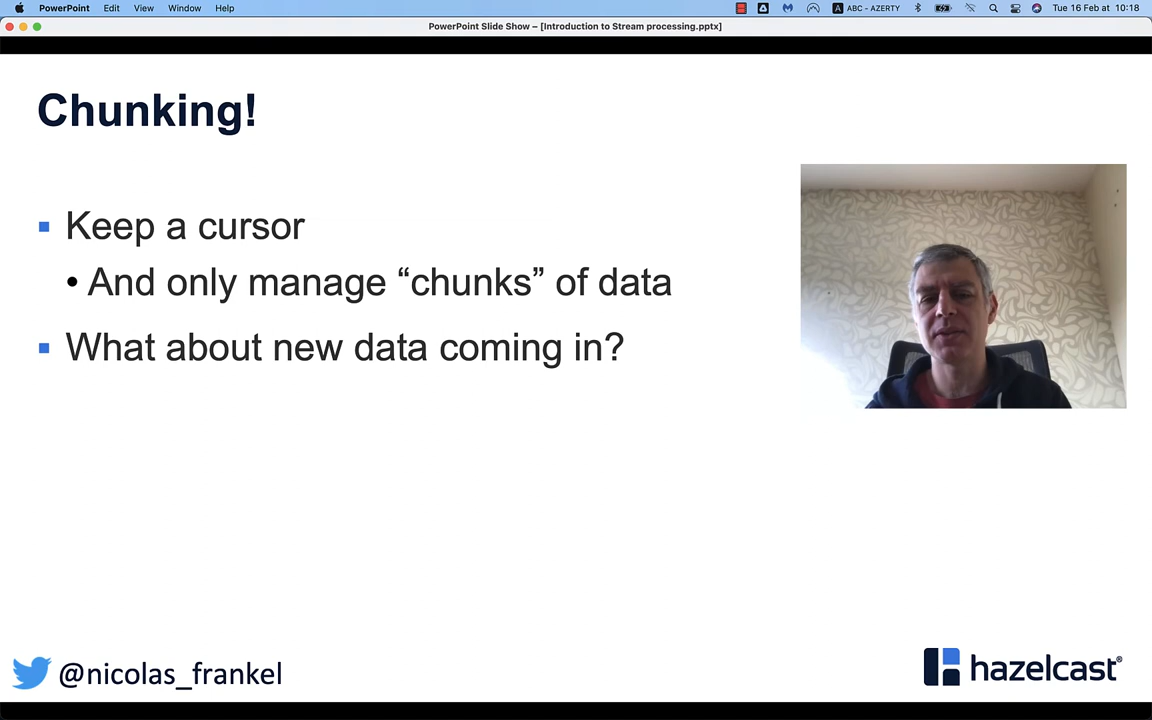 PowerPoint Edit View Window Help A ABC - AZERTY Tue 16 Feb at 10:18
PowerPoint Slide Show – [Introduction to Stream processing.pptx]
Chunking!
Keep a cursor
And only manage “chunks” of data
What about new data coming in?
@nicolas_frankel
hazelcast®